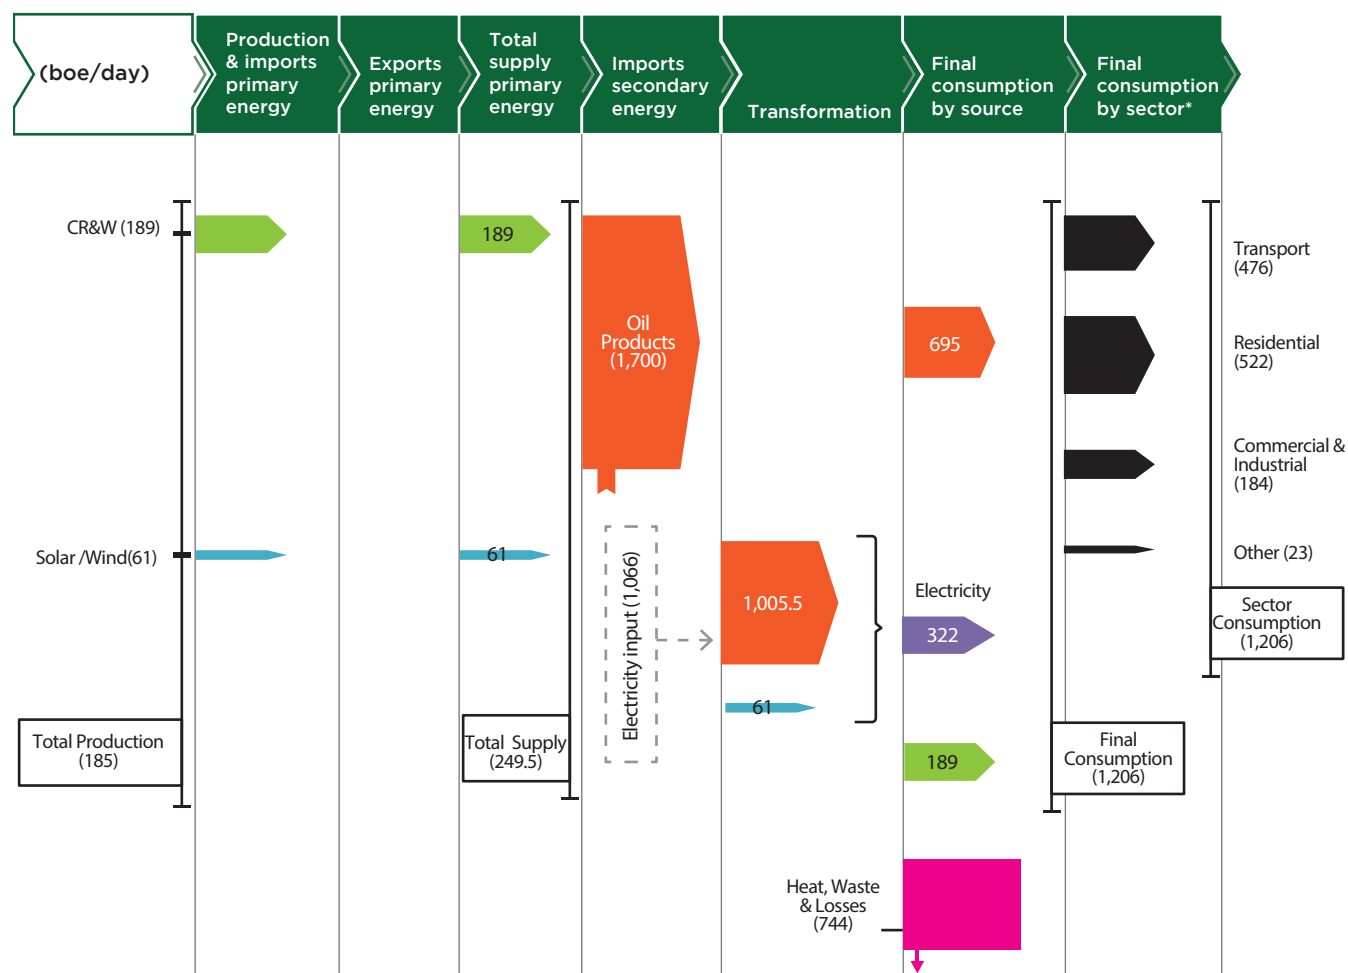 (boe/day)
Production
& imports
primary
energy
Exports
primary
energy
Total
supply
primary
energy
Imports
secondary
energy
Transformation
Final
consumption
by source
Final
consumption
by sector*
CR&W (189)
Solar /Wind(61)
Total Production
(185)
189
61
Total Supply
(249.5)
Oil
Products
(1,700)
Electricity input (1,066)
1,005.5
61
695
Electricity
322
189
Heat, Waste
& Losses
(744)
Final
Consumption
(1,206)
Transport
(476)
Residential
(522)
Commercial &
Industrial
(184)
Other (23)
Sector
Consumption
(1,206)